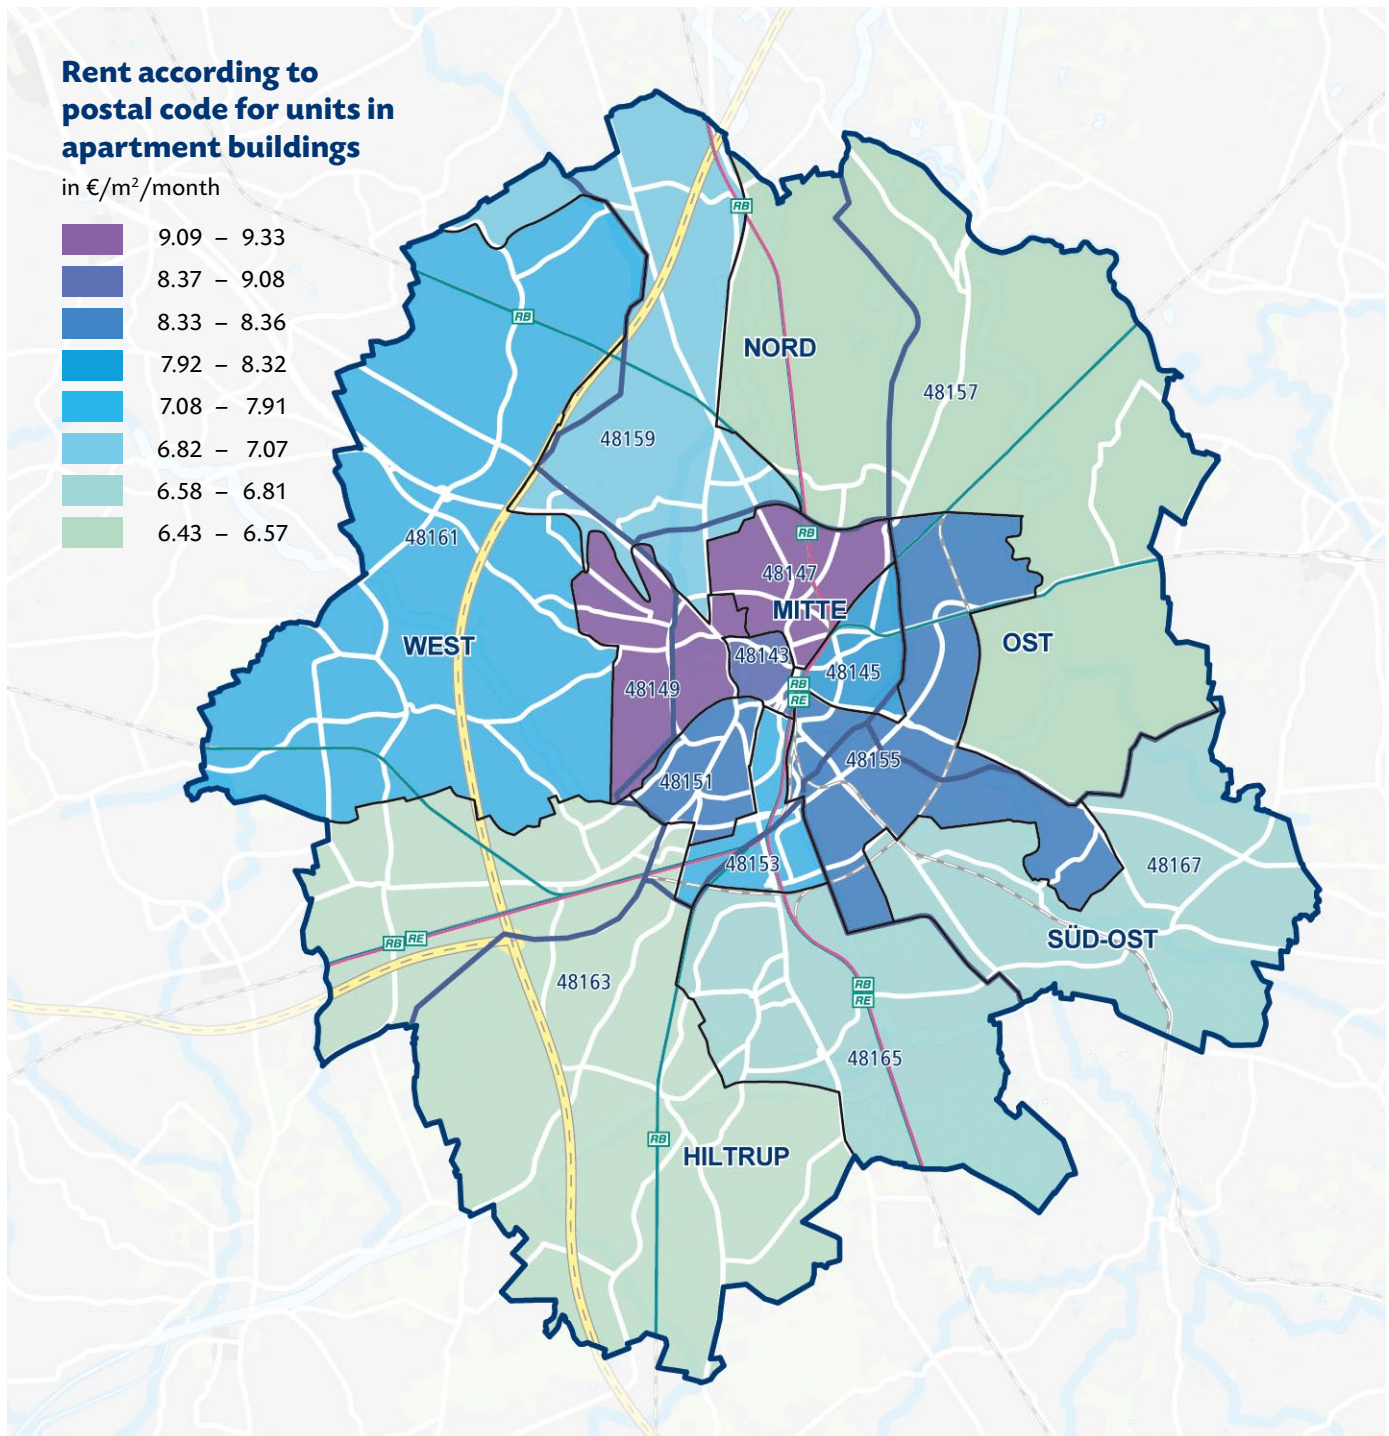 Rent according to
postal code for units in
apartment buildings
in €/m²/month
9.09 – 9.33
8.37 – 9.08
8.33 – 8.36
7.92 – 8.32
7.08 – 7.91
6.82 – 7.07
6.58 – 6.81
6.43 – 6.57
RB
RB
NORD
48157
48159
48161
RB
48147
MITTE
WEST
OST
48143
48145
48149
RB
RE
48155
48151
48153
48167
SÜD-OST
RB
RE
48163
RB
RE
48165
RB
HILTRUP